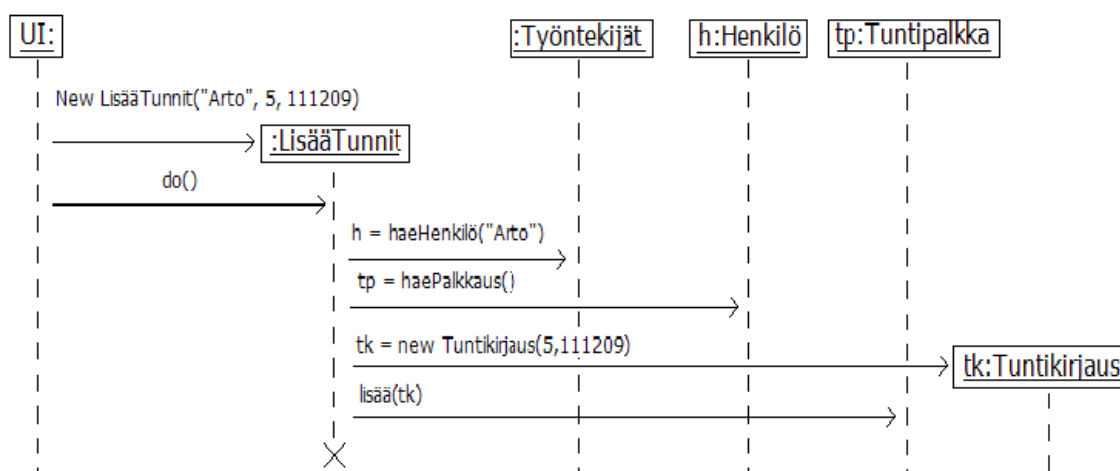 UI:
:Työntekijät
h:Henkilö
tp:Tuntipalkka
New LisääTunnit("Arto", 5, 111209)
:LisääTunnit
do()
h = haeHenkilö("Arto")
tp = haePalkkaus()
tk = new Tuntikirjaus(5,111209)
tk:Tuntikirjaus
lisää(tk)